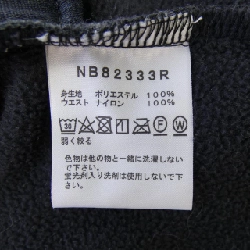 NB82333R
身生地 ポリエステル 100%
ウエスト ナイロン 100%
30 F W
弱く絞る
色物は他の物と一緒に洗濯しない
で下さい。
蛍光剤入り洗剤は使用しないで下
さい。